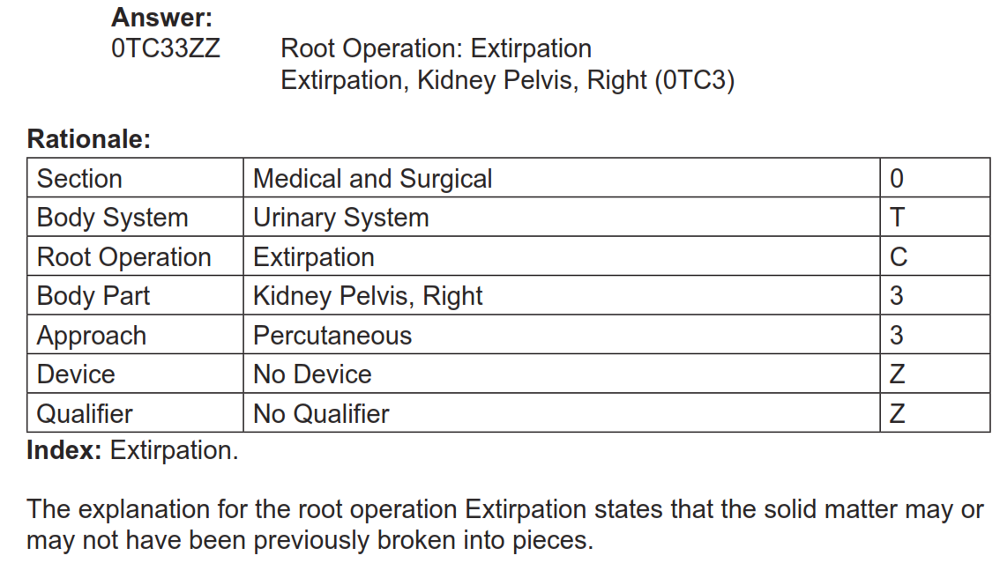 Answer:
0TC33ZZ Root Operation: Extirpation
Extirpation, Kidney Pelvis, Right (0TC3)
Rationale:
Section Medical and Surgical 0
Body System Urinary System T
Root Operation Extirpation C
Body Part Kidney Pelvis, Right 3
Approach Percutaneous 3
Device No Device Z
Qualifier No Qualifier Z
Index: Extirpation.
The explanation for the root operation Extirpation states that the solid matter may or
may not have been previously broken into pieces.